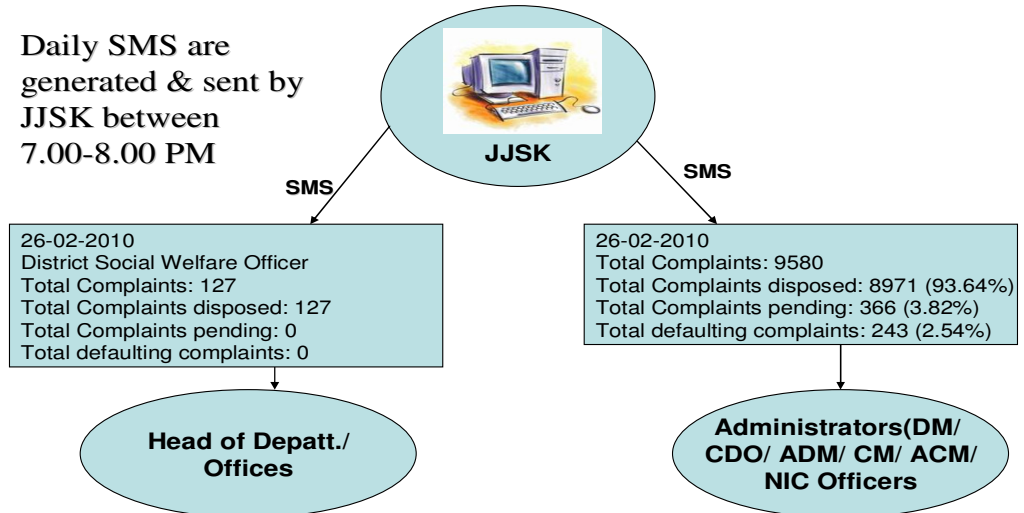 Daily SMS are
generated & sent by
JJSK between
7.00-8.00 PM
JJSK
SMS
SMS
26-02-2010
District Social Welfare Officer
Total Complaints: 127
Total Complaints disposed: 127
Total Complaints pending: 0
Total defaulting complaints: 0
26-02-2010
Total Complaints: 9580
Total Complaints disposed: 8971 (93.64%)
Total Complaints pending: 366 (3.82%)
Total defaulting complaints: 243 (2.54%)
Head of Depatt./
Offices
Administrators(DM/
CDO/ ADM/ CM/ ACM/
NIC Officers